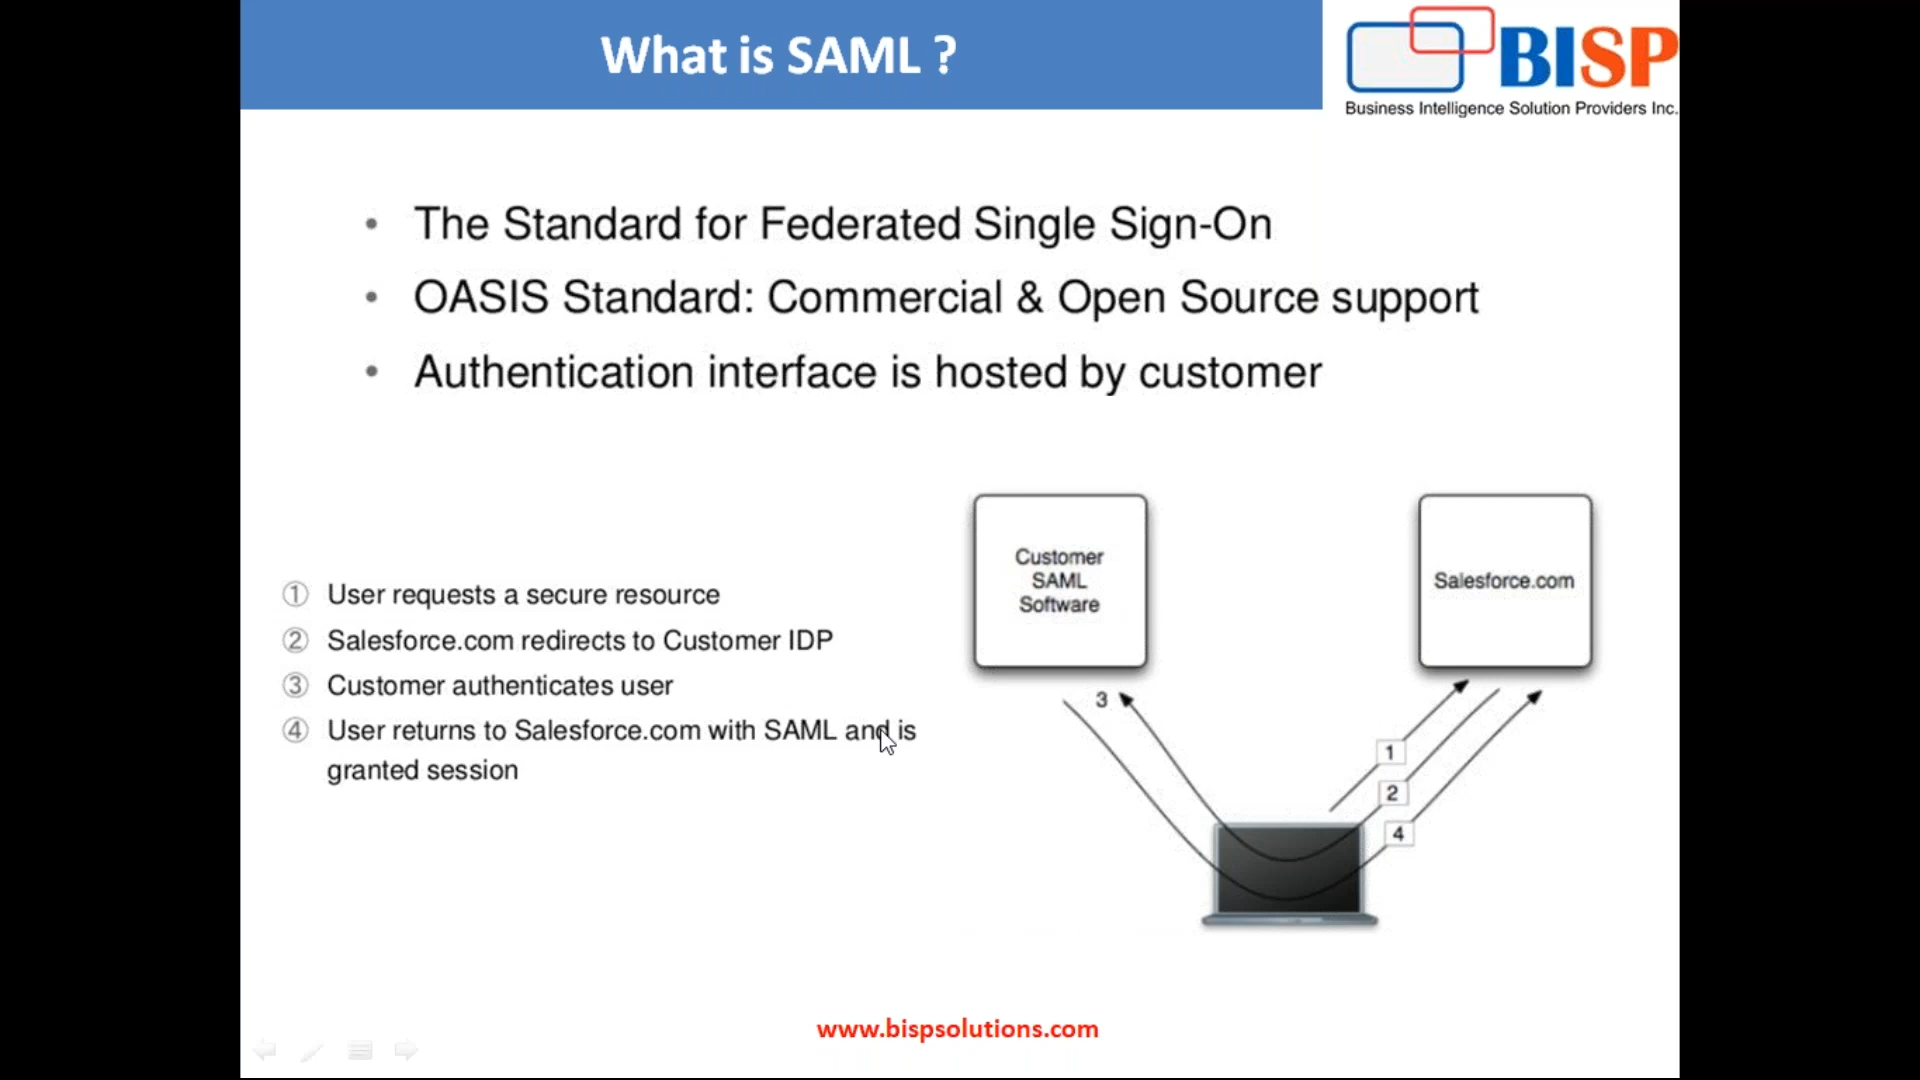 What is SAML ?
BISP
Business Intelligence Solution Providers Inc.
• The Standard for Federated Single Sign-On
• OASIS Standard: Commercial & Open Source support
• Authentication interface is hosted by customer
① User requests a secure resource
② Salesforce.com redirects to Customer IDP
③ Customer authenticates user
④ User returns to Salesforce.com with SAML and is
granted session
Customer
SAML
Software
Salesforce.com
3
1
2
4
www.bispsolutions.com